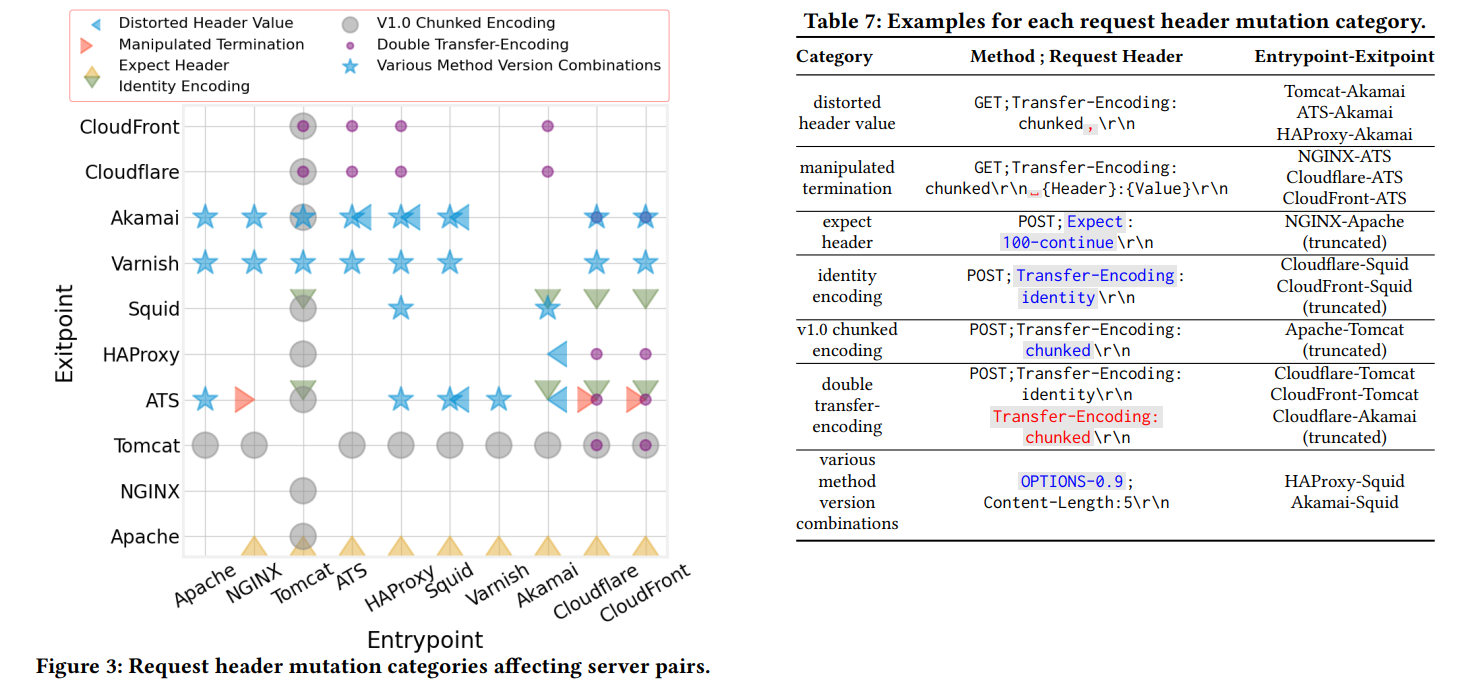 Distorted Header Value
Manipulated Termination
Expect Header
Identity Encoding
V1.0 Chunked Encoding
Double Transfer-Encoding
Various Method Version Combinations
CloudFront
Cloudflare
Akamai
Varnish
Squid
HAProxy
ATS
Tomcat
NGINX
Apache
Exitpoint
Apache
NGINX
Tomcat
ATS
HAProxy
Squid
Varnish
Akamai
Cloudflare
CloudFront
Entrypoint
Figure 3: Request header mutation categories affecting server pairs.
Table 7: Examples for each request header mutation category.
Category Method ; Request Header Entrypoint-Exitpoint
distorted
header value
GET;Transfer-Encoding:
chunked,\r\n
Tomcat-Akamai
ATS-Akamai
HAProxy-Akamai
manipulated
termination
GET;Transfer-Encoding:
chunked\r\n␣{Header}:{Value}\r\n
NGINX-ATS
Cloudflare-ATS
CloudFront-ATS
expect
header
POST;Expect:
100-continue\r\n
NGINX-Apache
(truncated)
identity
encoding
POST;Transfer-Encoding:
identity\r\n
Cloudflare-Squid
CloudFront-Squid
(truncated)
v1.0 chunked
encoding
POST;Transfer-Encoding:
chunked\r\n
Apache-Tomcat
(truncated)
double
transfer-
encoding
POST;Transfer-Encoding:
identity\r\n
Transfer-Encoding:
chunked\r\n
Cloudflare-Tomcat
CloudFront-Tomcat
Cloudflare-Akamai
(truncated)
various
method
version
combinations
OPTIONS-0.9;
Content-Length:5\r\n
HAProxy-Squid
Akamai-Squid